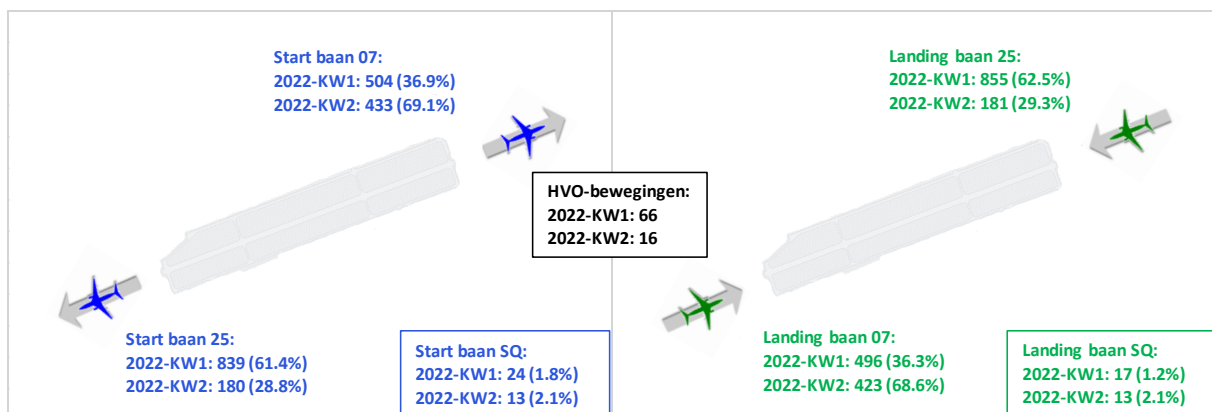 Start baan 07:
2022-KW1: 504 (36.9%)
2022-KW2: 433 (69.1%)
Landing baan 25:
2022-KW1: 855 (62.5%)
2022-KW2: 181 (29.3%)
HVO-bewegingen:
2022-KW1: 66
2022-KW2: 16
Start baan 25:
2022-KW1: 839 (61.4%)
2022-KW2: 180 (28.8%)
Start baan SQ:
2022-KW1: 24 (1.8%)
2022-KW2: 13 (2.1%)
Landing baan 07:
2022-KW1: 496 (36.3%)
2022-KW2: 423 (68.6%)
Landing baan SQ:
2022-KW1: 17 (1.2%)
2022-KW2: 13 (2.1%)